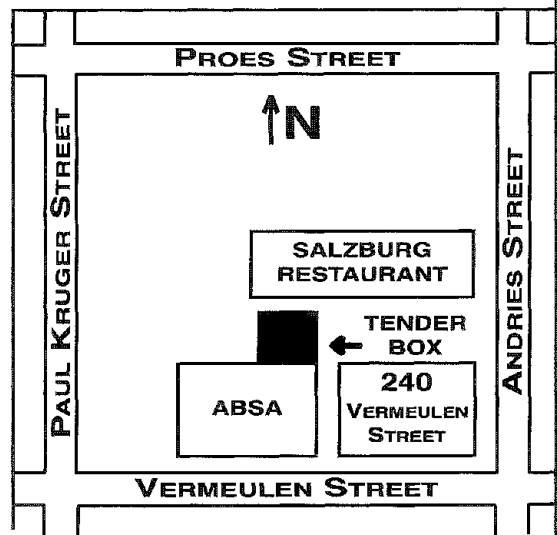 PROES STREET
N
PAUL KRUGER STREET
ANDRIES STREET
SALZBURG
RESTAURANT
TENDER
BOX
ABSA
240
VERMEULEN
STREET
VERMEULEN STREET